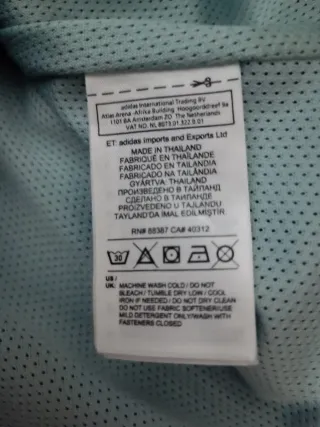 adidas International Trading BV
Atlas Arena -Afrika Building Hoogoorddreef 9a
1101 BA Amsterdam ZO The Netherlands
VAT NO. NL 8073.01.322.B.01
ET: adidas Imports and Exports Ltd
MADE IN THAILAND
FABRIQUÉ EN THAÏLANDE
FABRICADO EN TAILANDIA
FABRICADO NA TAILÂNDIA
GYÁRTVA: THAILAND
ПРОИЗВЕДЕНО В ТАЙЛАНД
СДЕЛАНО В ТАИЛАНДЕ
PROIZVEDENO U TAJLANDU
TAYLAND'DA İMAL EDİLMİŞTİR.
RN# 88387 CA# 40312
30
US /
UK: MACHINE WASH COLD / DO NOT
BLEACH / TUMBLE DRY LOW / COOL
IRON IF NEEDED / DO NOT DRY CLEAN
DO NOT USE FABRIC SOFTENER/USE
MILD DETERGENT ONLY/WASH WITH
FASTENERS CLOSED